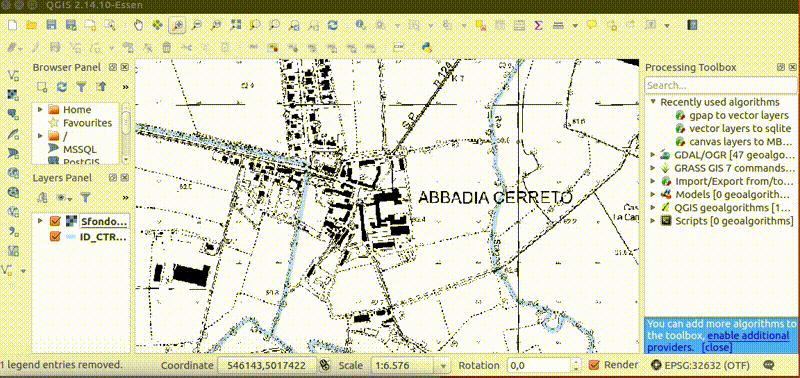 QGIS 2.14.10-Essen
Browser Panel
Home
Favourites
/
MSSQL
PostGIS
Layers Panel
Sfondo...
ID_CTR...
ABBADIA CERRETO
S.P.
124
K 7
Cas
La Can
Processing Toolbox
Search...
Recently used algorithms
gpap to vector layers
vector layers to sqlite
canvas layers to MB...
GDAL/OGR [47 geoalgo...
GRASS GIS 7 commands...
Import/Export from/to...
Models [0 geoalgorith...
QGIS geoalgorithms [1...
Scripts [0 geoalgorithms]
You can add more algorithms to
the toolbox, enable additional
providers. [close]
1 legend entries removed.
Coordinate 546143,5017422 Scale 1:6.576 Rotation 0,0 Render EPSG:32632 (OTF)